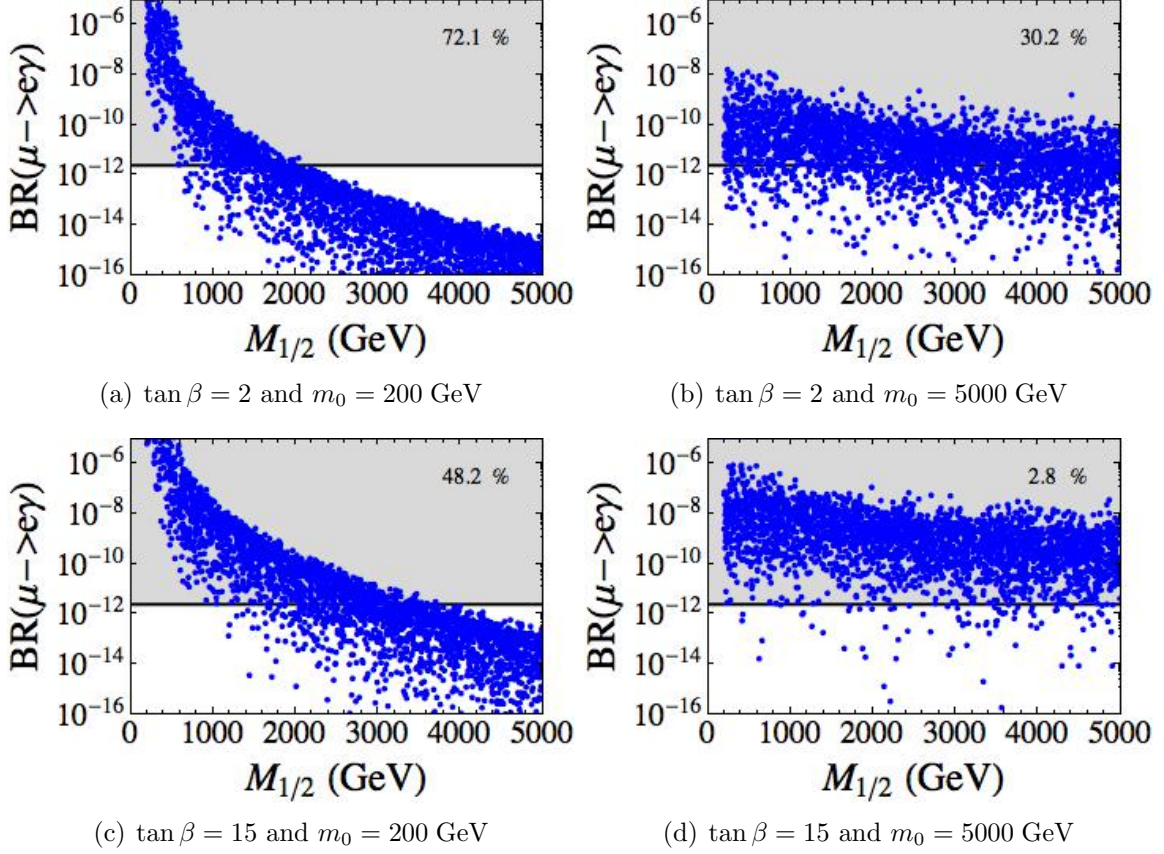 72.1 %
BR(μ−>eγ)
10⁻⁶
10⁻⁸
10⁻¹⁰
10⁻¹²
10⁻¹⁴
10⁻¹⁶
0 1000 2000 3000 4000 5000
M₁/₂ (GeV)
(a) tan β = 2 and m₀ = 200 GeV
30.2 %
BR(μ−>eγ)
10⁻⁶
10⁻⁸
10⁻¹⁰
10⁻¹²
10⁻¹⁴
10⁻¹⁶
0 1000 2000 3000 4000 5000
M₁/₂ (GeV)
(b) tan β = 2 and m₀ = 5000 GeV
48.2 %
BR(μ−>eγ)
10⁻⁶
10⁻⁸
10⁻¹⁰
10⁻¹²
10⁻¹⁴
10⁻¹⁶
0 1000 2000 3000 4000 5000
M₁/₂ (GeV)
(c) tan β = 15 and m₀ = 200 GeV
2.8 %
BR(μ−>eγ)
10⁻⁶
10⁻⁸
10⁻¹⁰
10⁻¹²
10⁻¹⁴
10⁻¹⁶
0 1000 2000 3000 4000 5000
M₁/₂ (GeV)
(d) tan β = 15 and m₀ = 5000 GeV